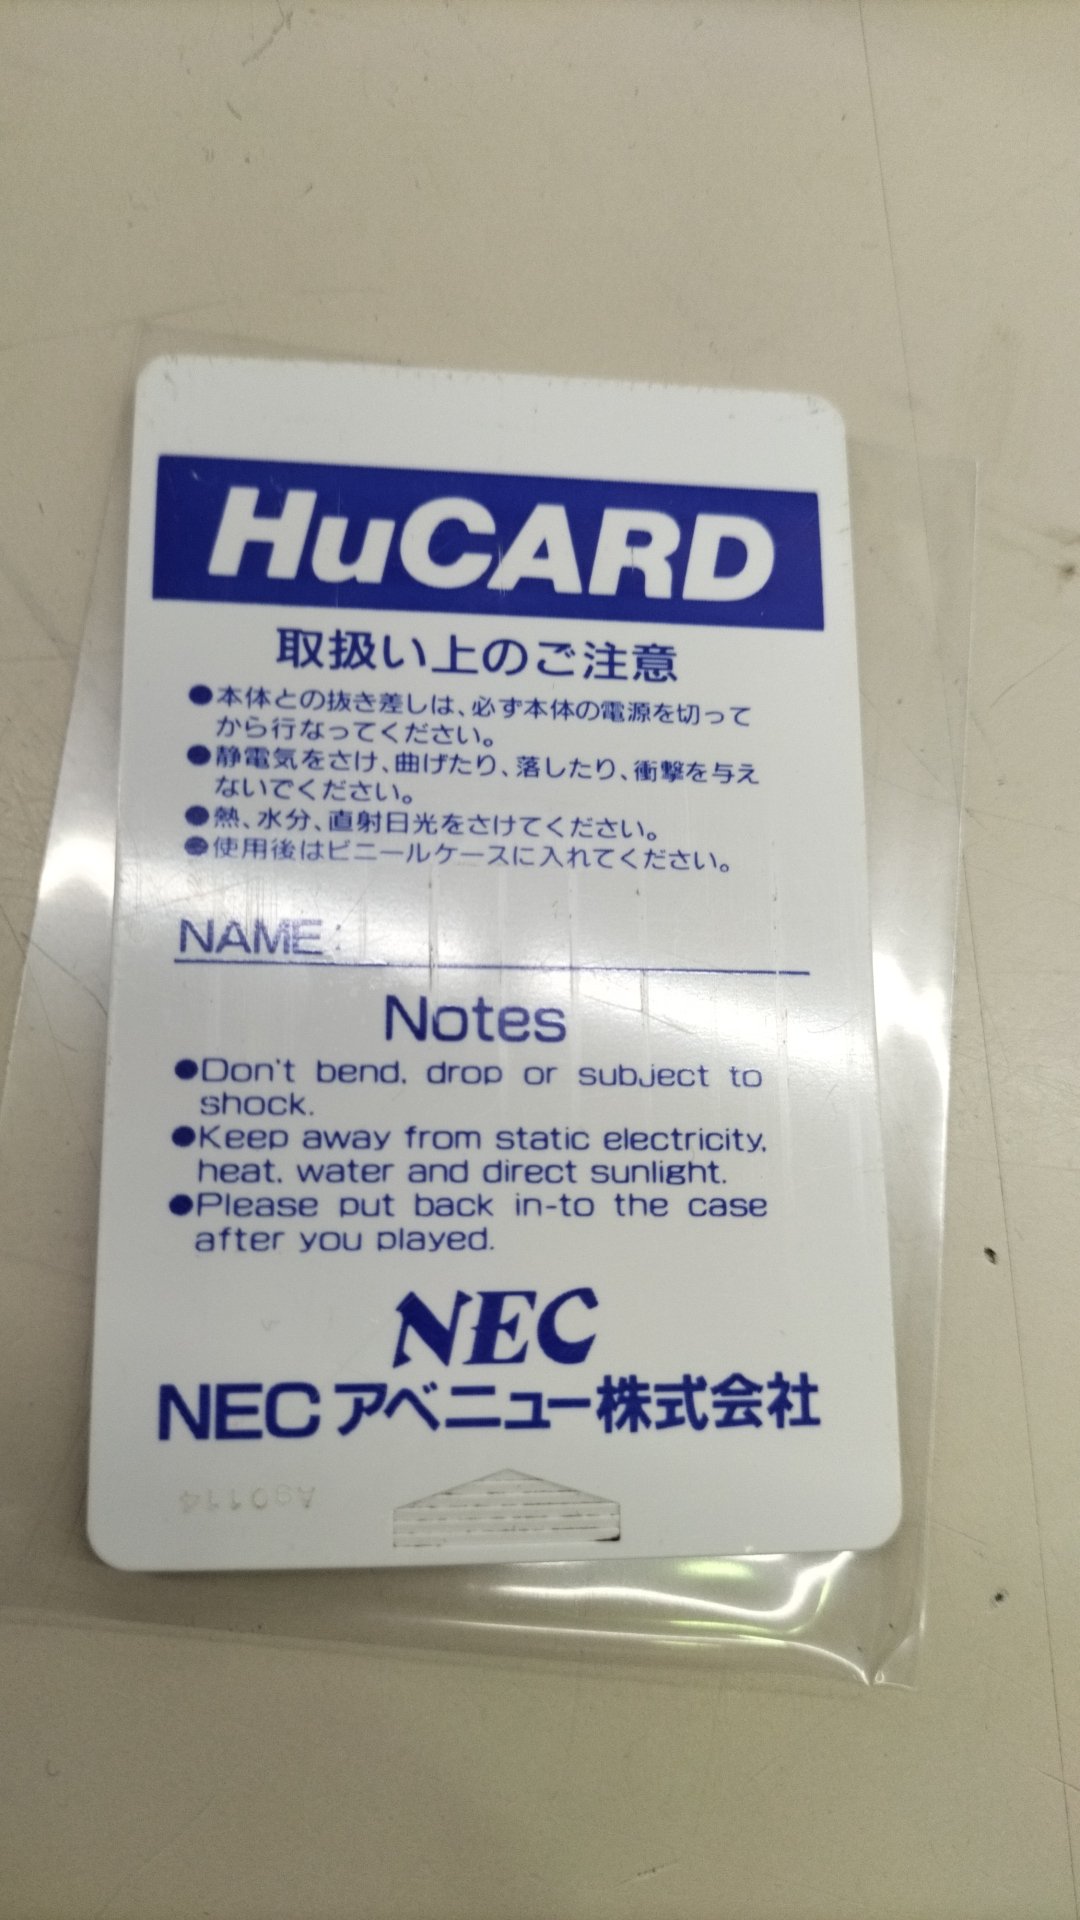 HuCARD
取扱い上のご注意
●本体との抜き差しは、必ず本体の電源を切って
から行なってください。
●静電気をさけ、曲げたり、落したり、衝撃を与え
ないでください。
●熱、水分、直射日光をさけてください。
●使用後はビニールケースに入れてください。
NAME:
Notes
●Don't bend, drop or subject to
shock.
●Keep away from static electricity,
heat, water and direct sunlight.
●Please put back in-to the case
after you played.
NEC
NECアベニュー株式会社
A90114